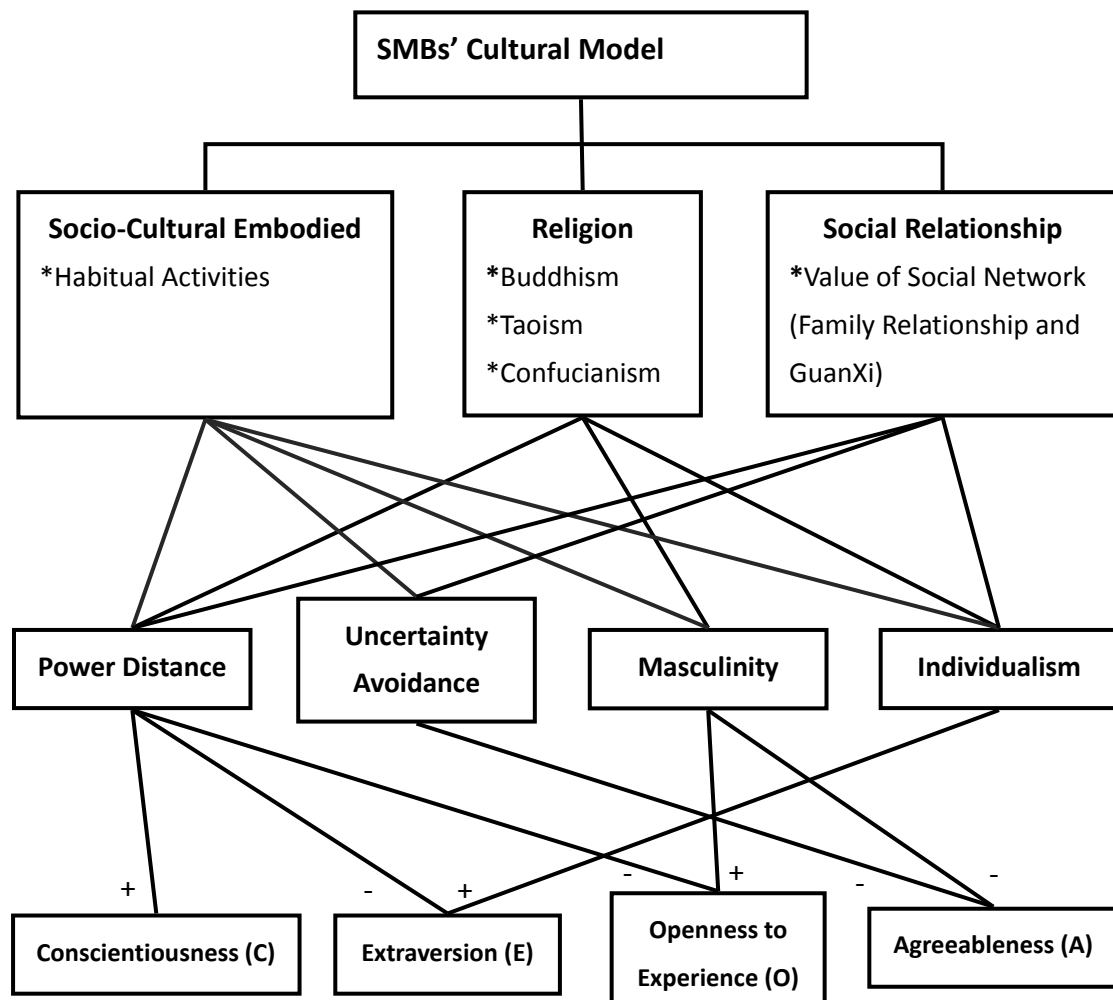 SMBs’ Cultural Model
Socio-Cultural Embodied
*Habitual Activities
Religion
*Buddhism
*Taoism
*Confucianism
Social Relationship
*Value of Social Network
(Family Relationship and
GuanXi)
Power Distance
Uncertainty
Avoidance
Masculinity
Individualism
+
-
+
-
+
-
-
Conscientiousness (C)
Extraversion (E)
Openness to
Experience (O)
Agreeableness (A)